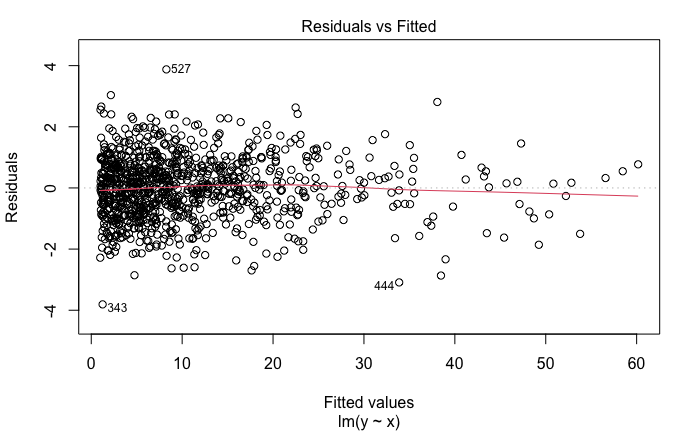 Residuals vs Fitted
4
2
0
-2
-4
Residuals
527
343
444
0 10 20 30 40 50 60
Fitted values
lm(y ~ x)